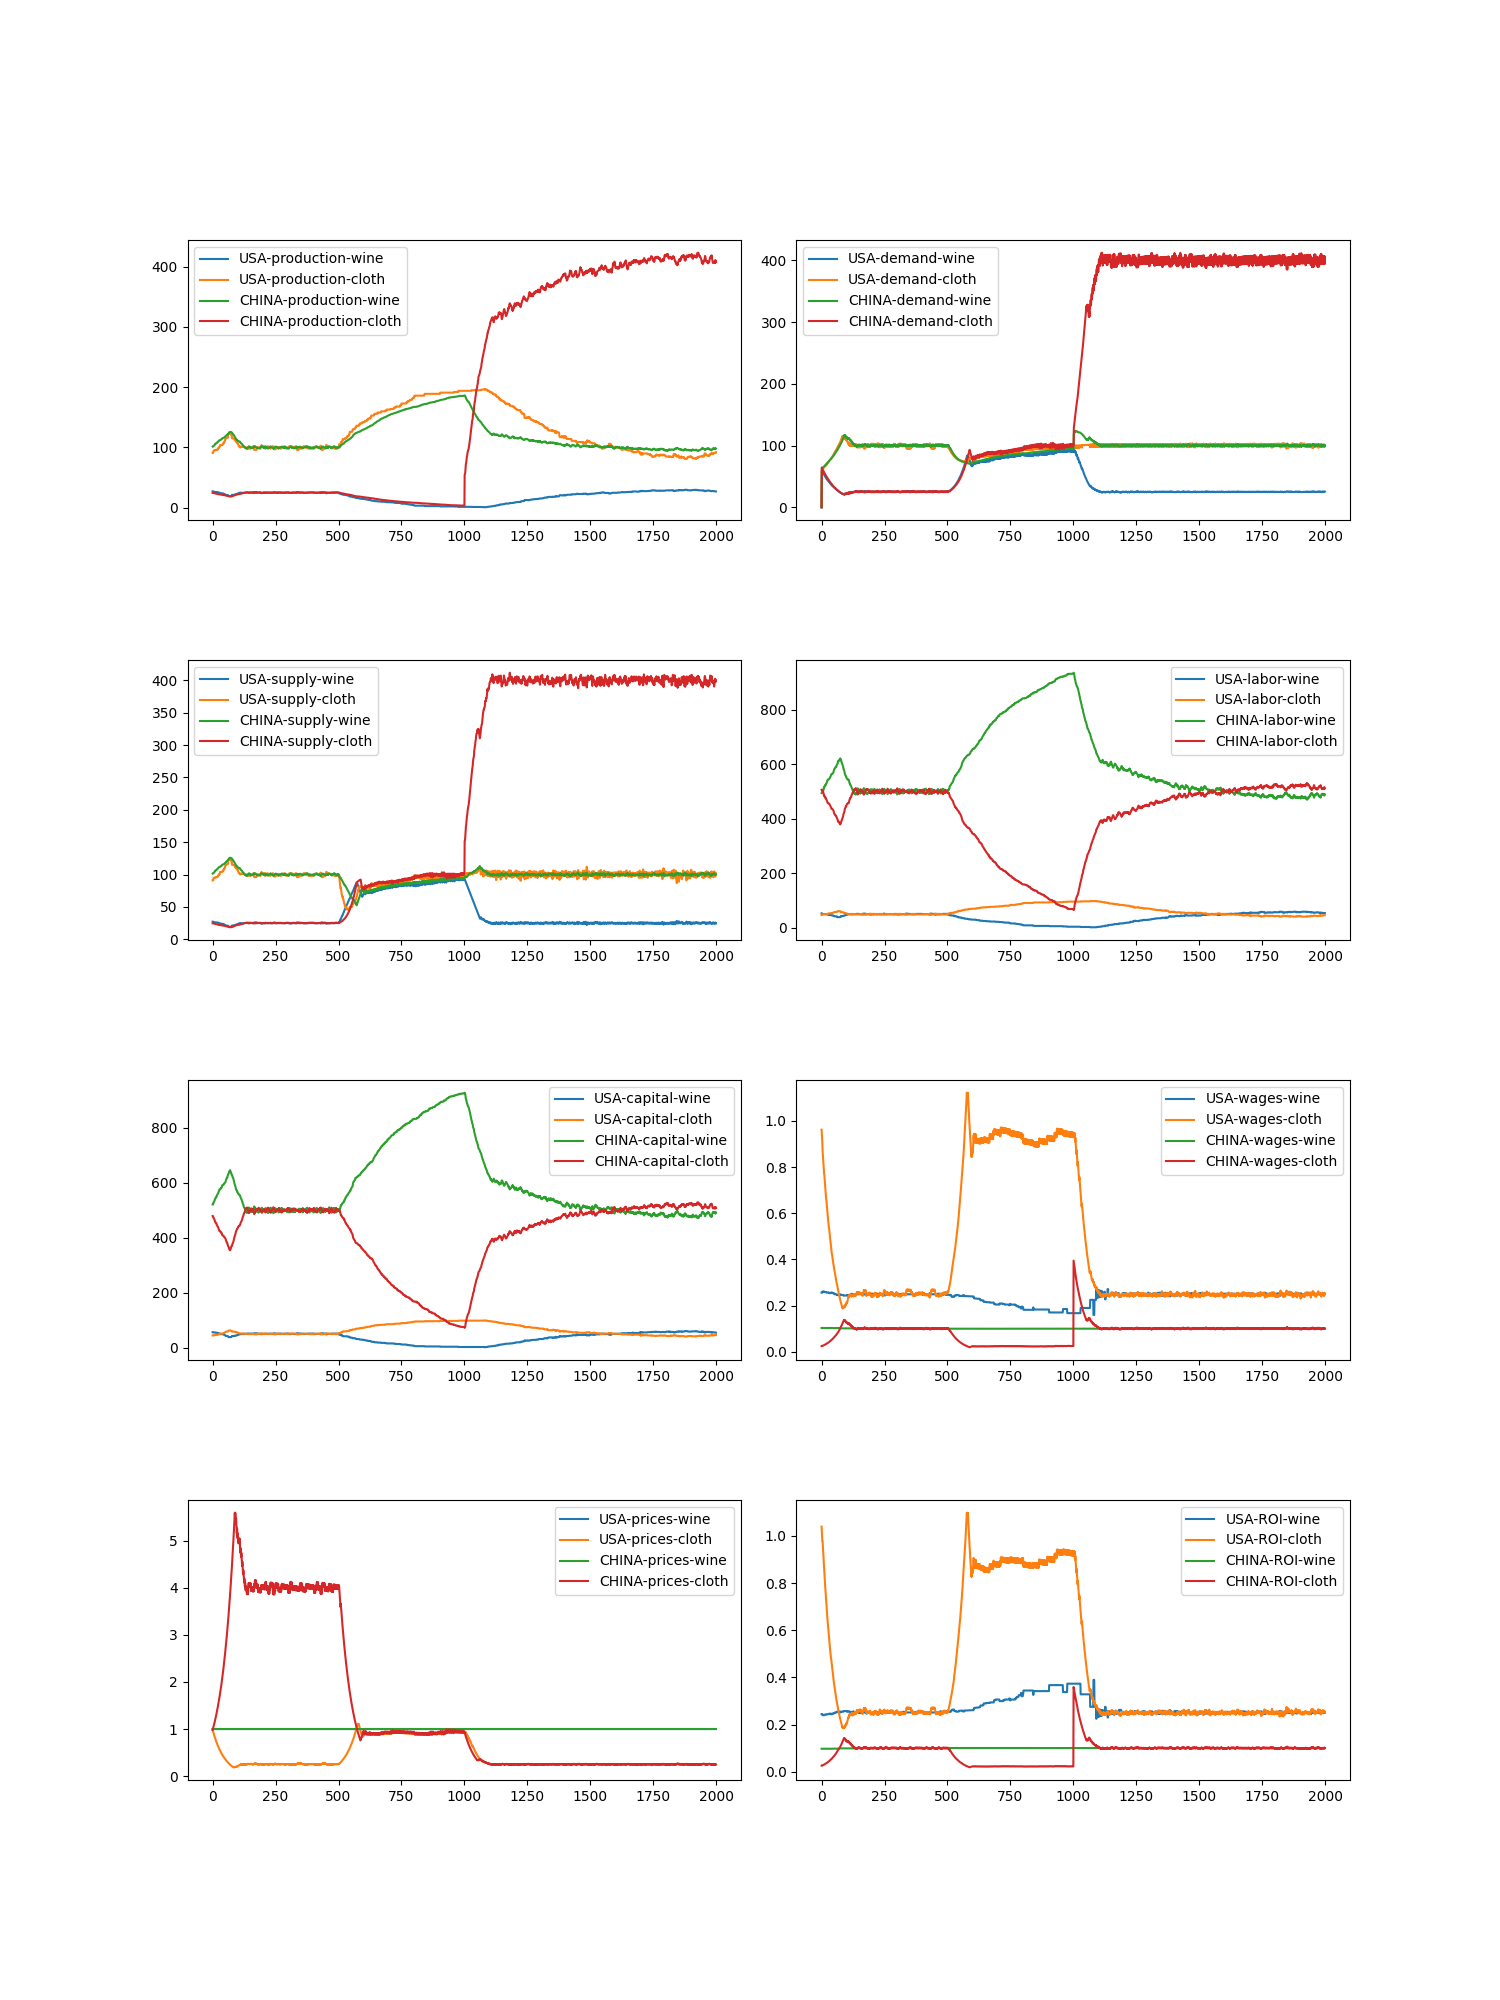 USA-production-wine
USA-production-cloth
CHINA-production-wine
CHINA-production-cloth
400
300
200
100
0
0 250 500 750 1000 1250 1500 1750 2000
USA-demand-wine
USA-demand-cloth
CHINA-demand-wine
CHINA-demand-cloth
400
300
200
100
0
0 250 500 750 1000 1250 1500 1750 2000
USA-supply-wine
USA-supply-cloth
CHINA-supply-wine
CHINA-supply-cloth
400
350
300
250
200
150
100
50
0
0 250 500 750 1000 1250 1500 1750 2000
USA-labor-wine
USA-labor-cloth
CHINA-labor-wine
CHINA-labor-cloth
800
600
400
200
0
0 250 500 750 1000 1250 1500 1750 2000
USA-capital-wine
USA-capital-cloth
CHINA-capital-wine
CHINA-capital-cloth
800
600
400
200
0
0 250 500 750 1000 1250 1500 1750 2000
USA-wages-wine
USA-wages-cloth
CHINA-wages-wine
CHINA-wages-cloth
1.0
0.8
0.6
0.4
0.2
0.0
0 250 500 750 1000 1250 1500 1750 2000
USA-prices-wine
USA-prices-cloth
CHINA-prices-wine
CHINA-prices-cloth
5
4
3
2
1
0
0 250 500 750 1000 1250 1500 1750 2000
USA-ROI-wine
USA-ROI-cloth
CHINA-ROI-wine
CHINA-ROI-cloth
1.0
0.8
0.6
0.4
0.2
0.0
0 250 500 750 1000 1250 1500 1750 2000